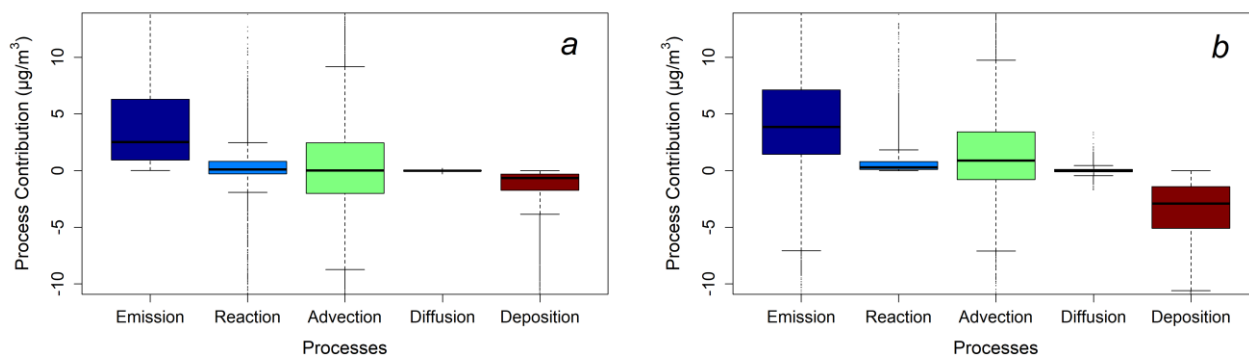 a
Process Contribution (µg/m³)
10
5
0
-5
-10
Emission Reaction Advection Diffusion Deposition
Processes
b
Process Contribution (µg/m³)
10
5
0
-5
-10
Emission Reaction Advection Diffusion Deposition
Processes